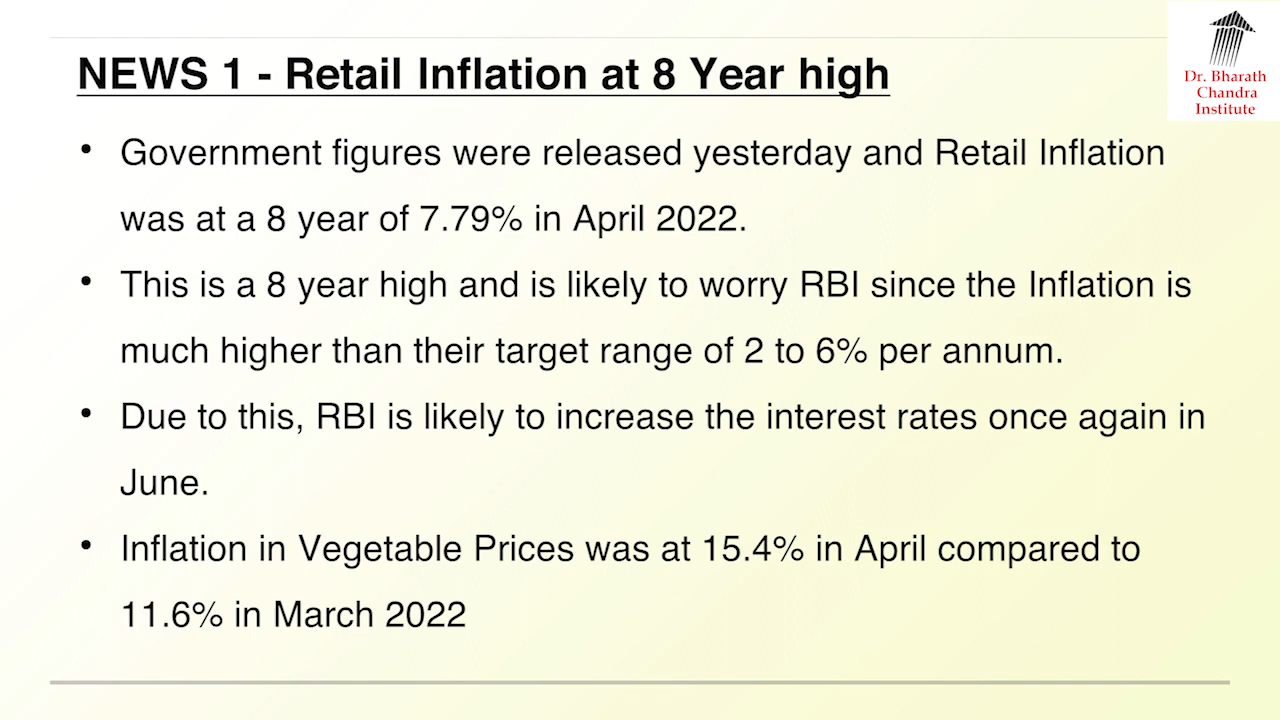 NEWS 1 - Retail Inflation at 8 Year high
Dr. Bharath
Chandra
Institute
• Government figures were released yesterday and Retail Inflation
was at a 8 year of 7.79% in April 2022.
• This is a 8 year high and is likely to worry RBI since the Inflation is
much higher than their target range of 2 to 6% per annum.
• Due to this, RBI is likely to increase the interest rates once again in
June.
• Inflation in Vegetable Prices was at 15.4% in April compared to
11.6% in March 2022